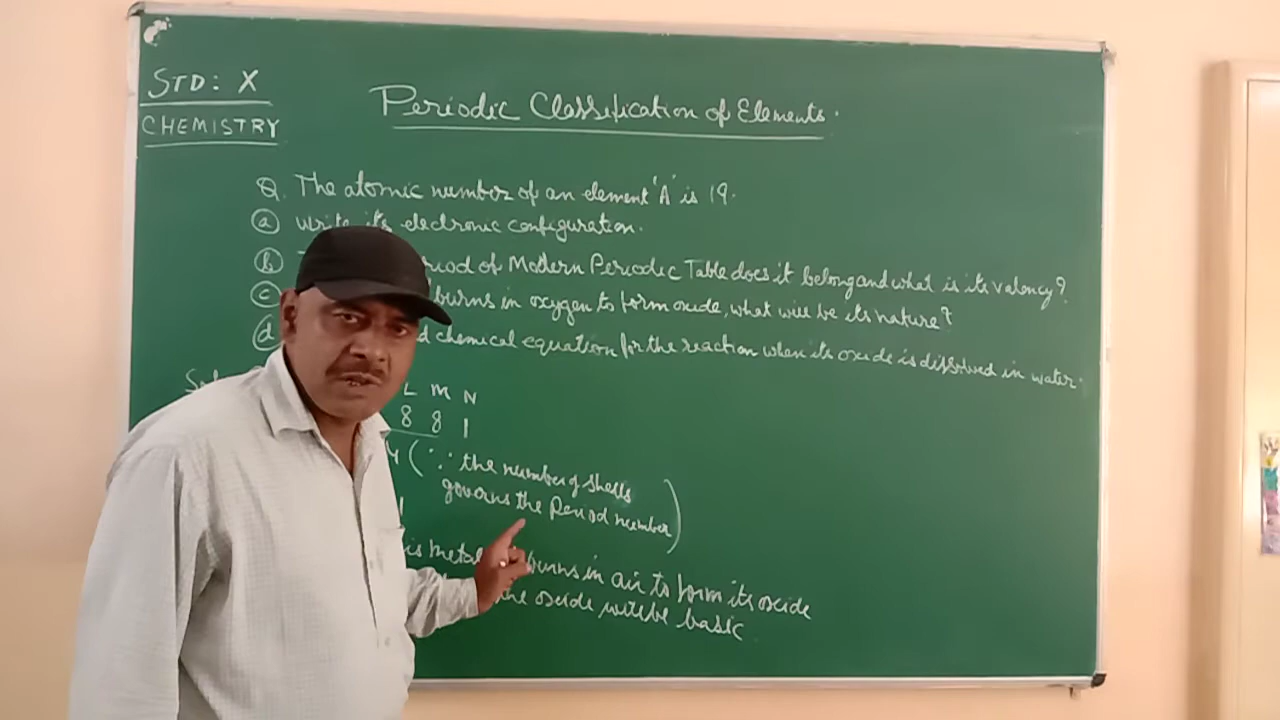 STD: X
CHEMISTRY
Periodic Classification of Elements.
Q. The atomic number of an element 'A' is 19.
(a) write its electronic configuration.
(b) riod of Modern Periodic Table does it belong and what is its valency?
(c) burns in oxygen to form oxide, what will be its nature?
(d) d chemical equation for the reaction when its oxide is dissolved in water.
L M N
8 8 1
4 (∵ the number of shells
governs the Period number)
1
is metal burns in air to form its oxide
the oxide will be basic